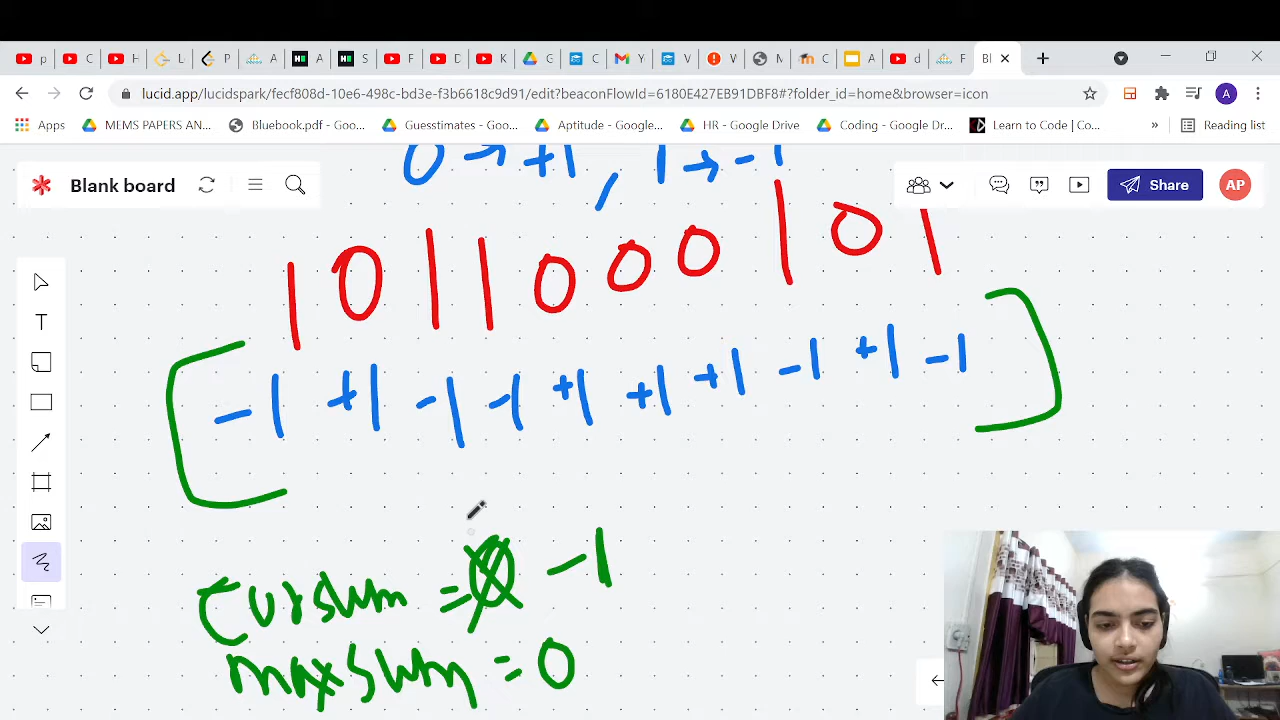 p C H L P A H A H S F D K G C M Y V W M C A d F Bl
lucid.app/lucidspark/fecf808d-10e6-498c-bd3e-f3b6618c9d91/edit?beaconFlowId=6180E427EB91DBF8#?folder_id=home&browser=icon A
Apps MEMS PAPERS AN... Bluebook.pdf - Goo... Guesstimates - Goo... Aptitude - Google... HR - Google Drive Coding - Google Dr... Learn to Code | Co... » Reading list
0 → +1 , 1 → -1
Blank board Share AP
1 0 1 1 0 0 0 1 0 1
[ -1 +1 -1 -1 +1 +1 +1 -1 +1 -1 ]
T
cursum = 0 -1
maxsum = 0